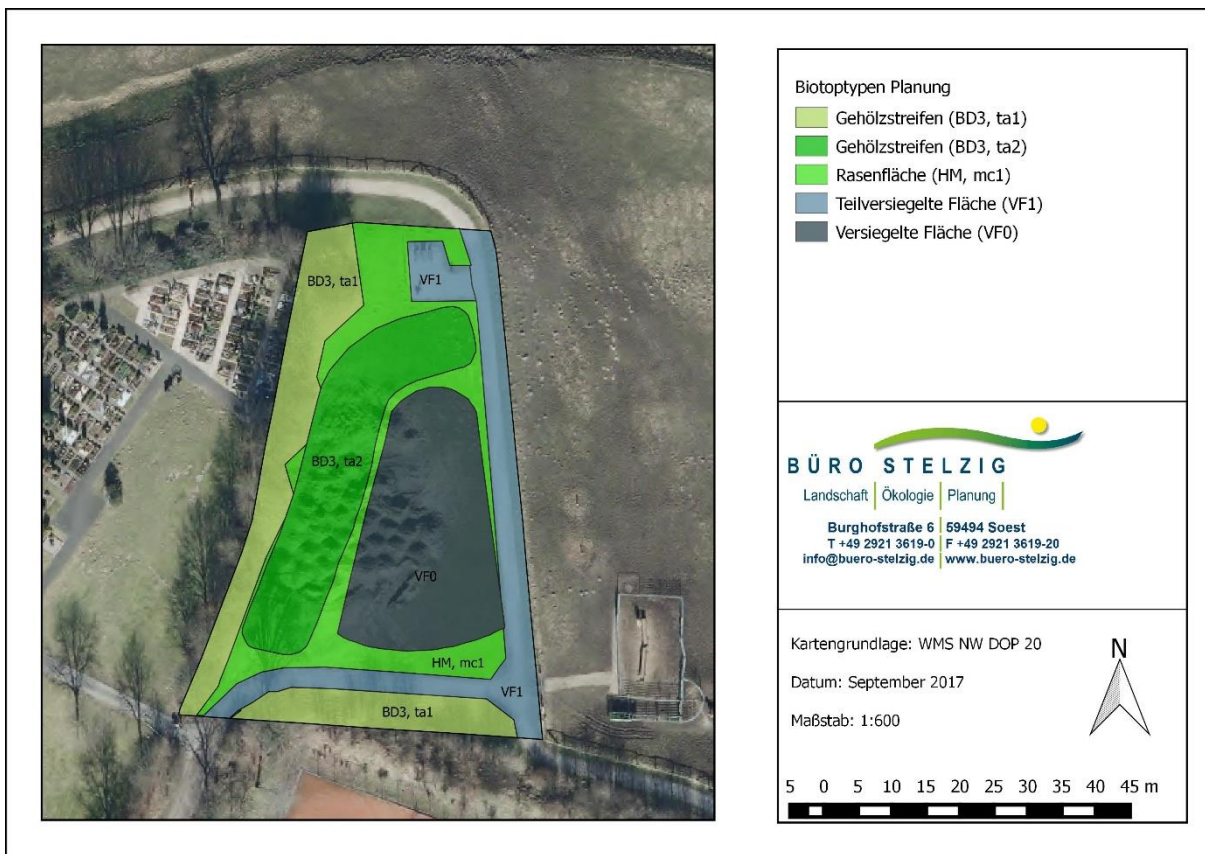 BD3, ta1
VF1
BD3, ta2
VF0
HM, mc1
VF1
BD3, ta1
Biotoptypen Planung
Gehölzstreifen (BD3, ta1)
Gehölzstreifen (BD3, ta2)
Rasenfläche (HM, mc1)
Teilversiegelte Fläche (VF1)
Versiegelte Fläche (VF0)
BÜRO STELZIG
Landschaft | Ökologie | Planung |
Burghofstraße 6 | 59494 Soest
T +49 2921 3619-0 | F +49 2921 3619-20
info@buero-stelzig.de | www.buero-stelzig.de
Kartengrundlage: WMS NW DOP 20
N
Datum: September 2017
Maßstab: 1:600
5 0 5 10 15 20 25 30 35 40 45 m